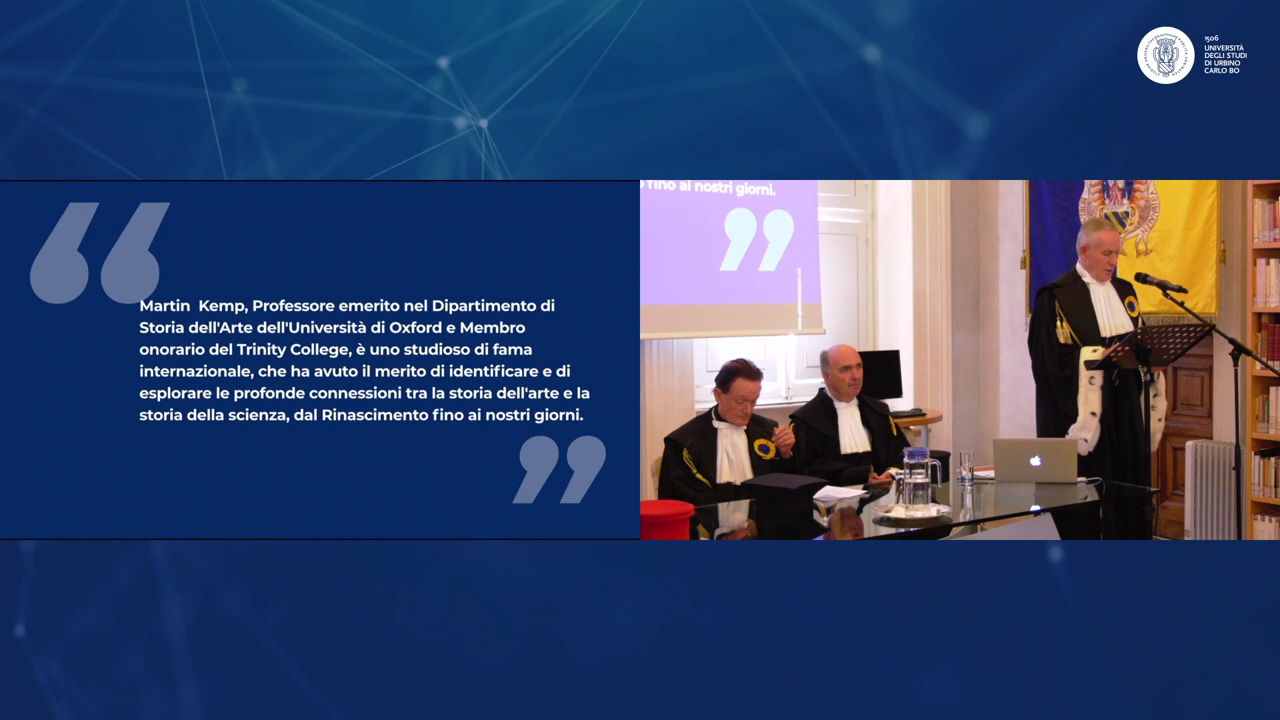 1506
UNIVERSITÀ
DEGLI STUDI
DI URBINO
CARLO BO
“
Martin  Kemp, Professore emerito nel Dipartimento di
Storia dell'Arte dell'Università di Oxford e Membro
onorario del Trinity College, è uno studioso di fama
internazionale, che ha avuto il merito di identificare e di
esplorare le profonde connessioni tra la storia dell'arte e la
storia della scienza, dal Rinascimento fino ai nostri giorni.
”
fino ai nostri giorni.
”